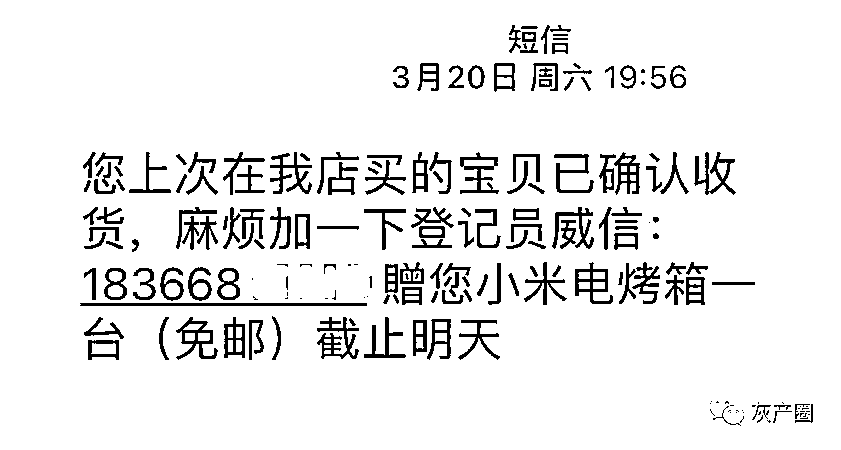 短信
3月20日 周六 19:56
您上次在我店买的宝贝已确认收
货，麻烦加一下登记员威信：
183668 贈您小米电烤箱一
台（免邮）截止明天
灰产圈